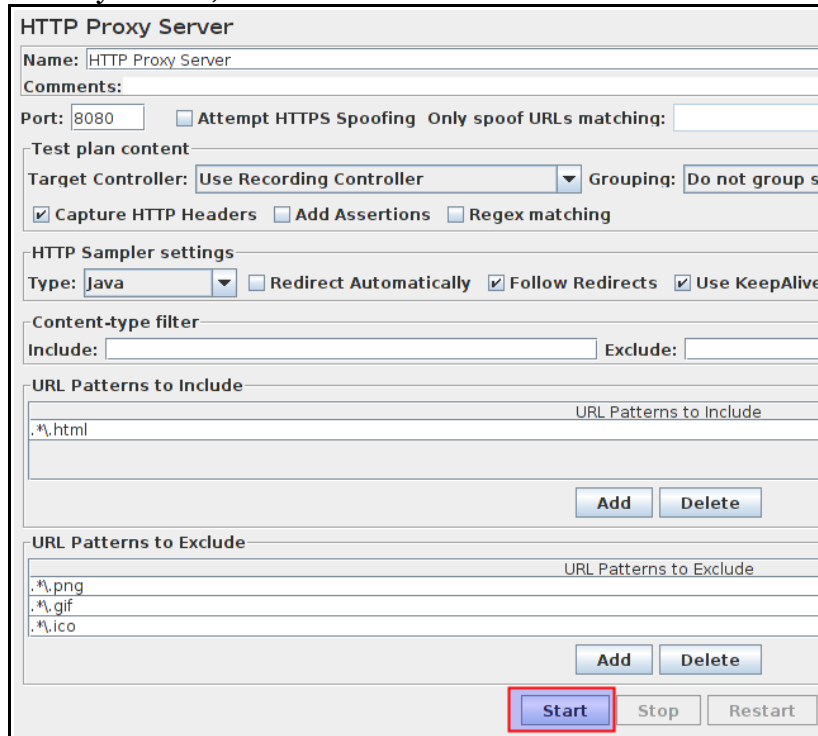 HTTP Proxy Server
Name: HTTP Proxy Server
Comments:
Port: 8080 Attempt HTTPS Spoofing Only spoof URLs matching:
Test plan content
Target Controller: Use Recording Controller Grouping: Do not group s
Capture HTTP Headers Add Assertions Regex matching
HTTP Sampler settings
Type: Java Redirect Automatically Follow Redirects Use KeepAlive
Content-type filter
Include: Exclude:
URL Patterns to Include
URL Patterns to Include
.*\.html
Add Delete
URL Patterns to Exclude
URL Patterns to Exclude
.*\.png
.*\.gif
.*\.ico
Add Delete
Start Stop Restart